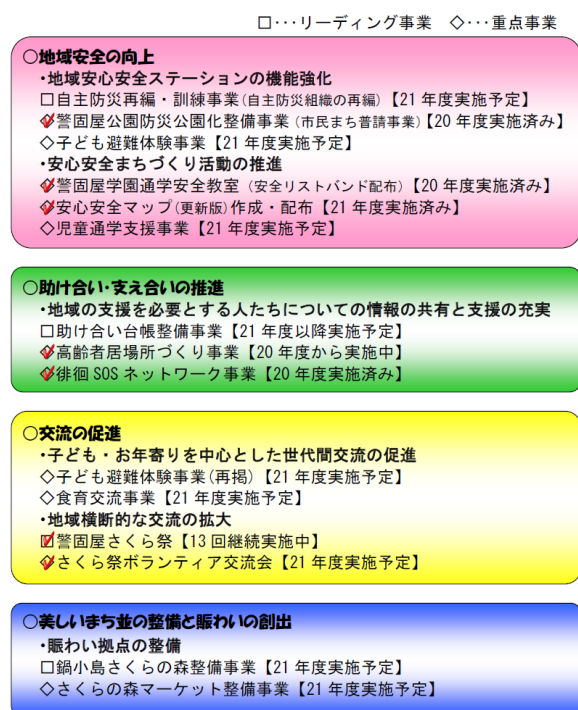 □･･･リーディング事業　◇･･･重点事業
○地域安全の向上
・地域安心安全ステーションの機能強化
□自主防災再編・訓練事業(自主防災組織の再編)【21年度実施予定】
◇警固屋公園防災公園化整備事業(市民まち普請事業)【20年度実施済み】
◇子ども避難体験事業【21年度実施予定】
・安心安全まちづくり活動の推進
◇警固屋学園通学安全教室(安全リストバンド配布)【20年度実施済み】
◇安心安全マップ(更新版)作成・配布【21年度実施済み】
◇児童通学支援事業【21年度実施予定】
○助け合い・支え合いの推進
・地域の支援を必要とする人たちについての情報の共有と支援の充実
□助け合い台帳整備事業【21年度以降実施予定】
◇高齢者居場所づくり事業【20年度から実施中】
◇徘徊SOSネットワーク事業【20年度実施済み】
○交流の促進
・子ども・お年寄りを中心とした世代間交流の促進
◇子ども避難体験事業(再掲)【21年度実施予定】
◇食育交流事業【21年度実施予定】
・地域横断的な交流の拡大
□警固屋さくら祭【13回継続実施中】
◇さくら祭ボランティア交流会【21年度実施予定】
○美しいまち並の整備と賑わいの創出
・賑わい拠点の整備
□鍋小島さくらの森整備事業【21年度実施予定】
◇さくらの森マーケット整備事業【21年度実施予定】